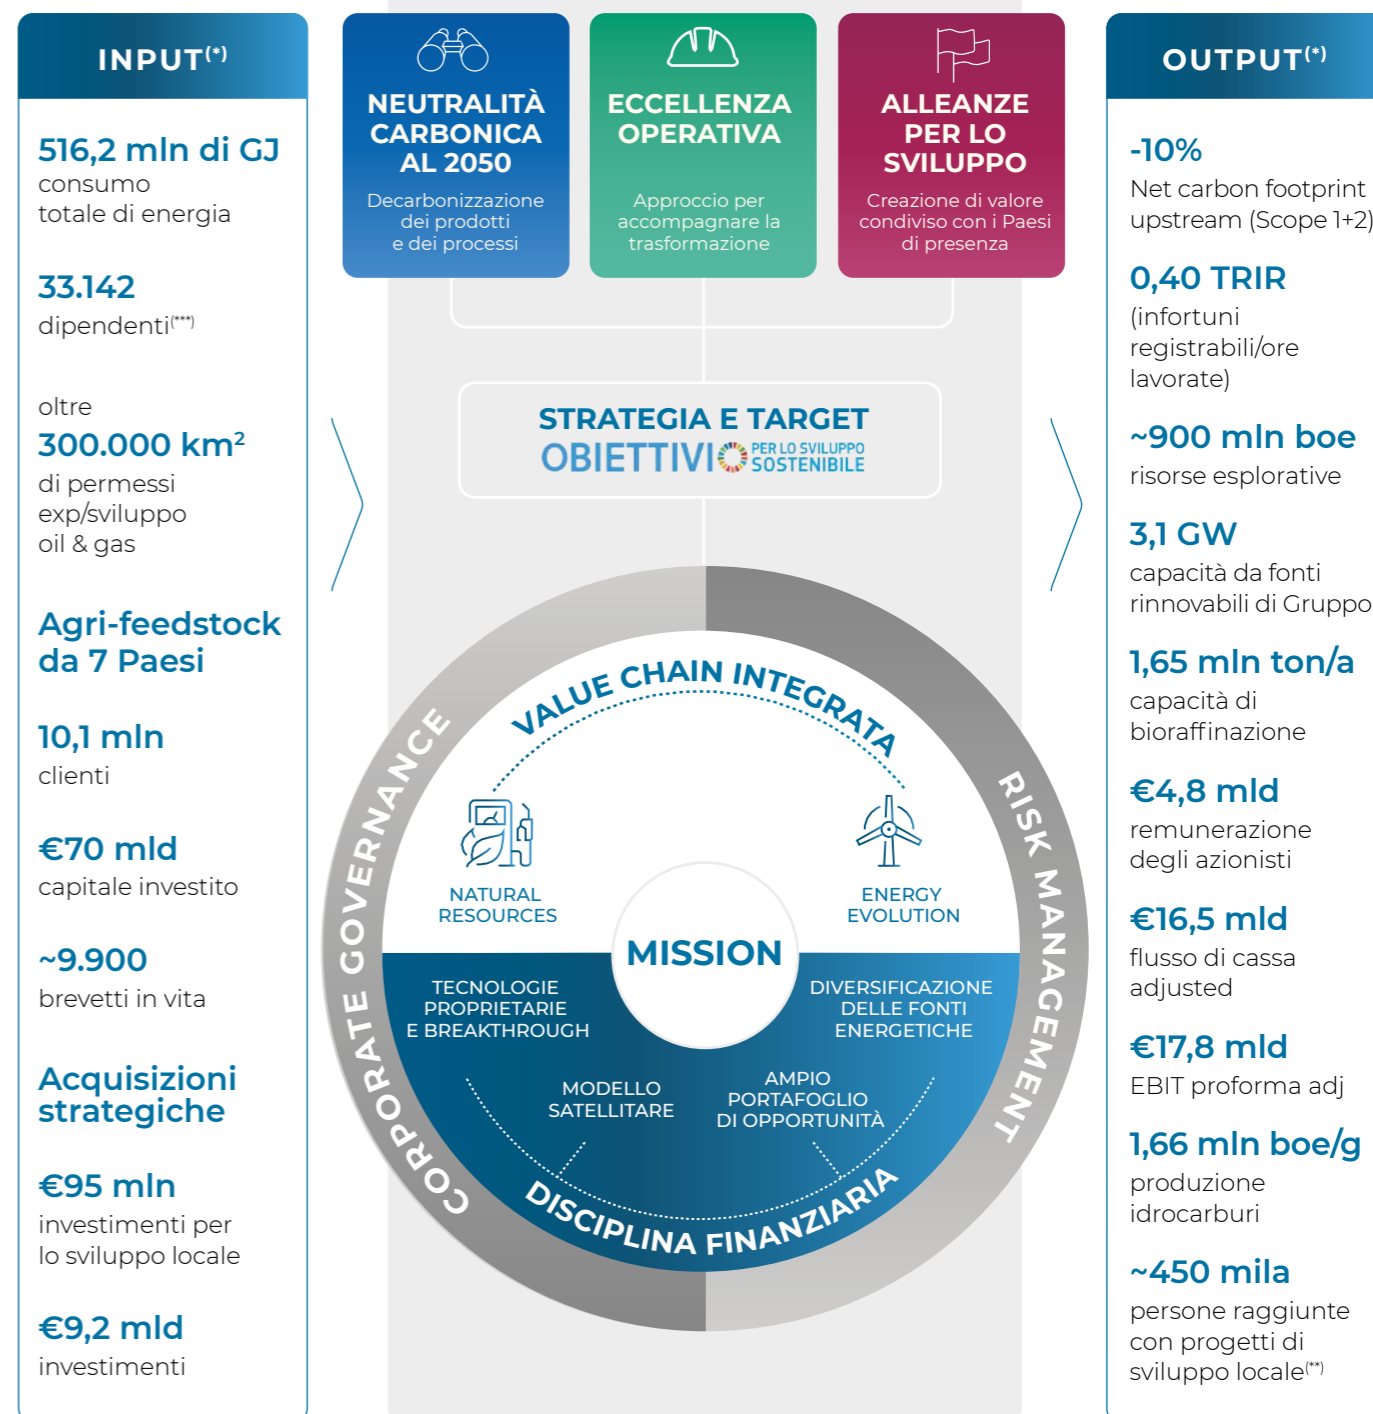 INPUT(*)
516,2 mln di GJ
consumo
totale di energia
33.142
dipendenti(***)
oltre
300.000 km²
di permessi
exp/sviluppo
oil & gas
Agri-feedstock
da 7 Paesi
10,1 mln
clienti
€70 mld
capitale investito
~9.900
brevetti in vita
Acquisizioni
strategiche
€95 mln
investimenti per
lo sviluppo locale
€9,2 mld
investimenti
NEUTRALITÀ
CARBONICA
AL 2050
Decarbonizzazione
dei prodotti
e dei processi
ECCELLENZA
OPERATIVA
Approccio per
accompagnare la
trasformazione
ALLEANZE
PER LO
SVILUPPO
Creazione di valore
condiviso con i Paesi
di presenza
STRATEGIA E TARGET
OBIETTIVI PER LO SVILUPPO
SOSTENIBILE
CORPORATE GOVERNANCE
RISK MANAGEMENT
VALUE CHAIN INTEGRATA
NATURAL
RESOURCES
ENERGY
EVOLUTION
MISSION
TECNOLOGIE
PROPRIETARIE
E BREAKTHROUGH
DIVERSIFICAZIONE
DELLE FONTI
ENERGETICHE
MODELLO
SATELLITARE
AMPIO
PORTAFOGLIO
DI OPPORTUNITÀ
DISCIPLINA FINANZIARIA
OUTPUT(*)
-10%
Net carbon footprint
upstream (Scope 1+2)
0,40 TRIR
(infortuni
registrabili/ore
lavorate)
~900 mln boe
risorse esplorative
3,1 GW
capacità da fonti
rinnovabili di Gruppo
1,65 mln ton/a
capacità di
bioraffinazione
€4,8 mld
remunerazione
degli azionisti
€16,5 mld
flusso di cassa
adjusted
€17,8 mld
EBIT proforma adj
1,66 mln boe/g
produzione
idrocarburi
~450 mila
persone raggiunte
con progetti di
sviluppo locale(**)